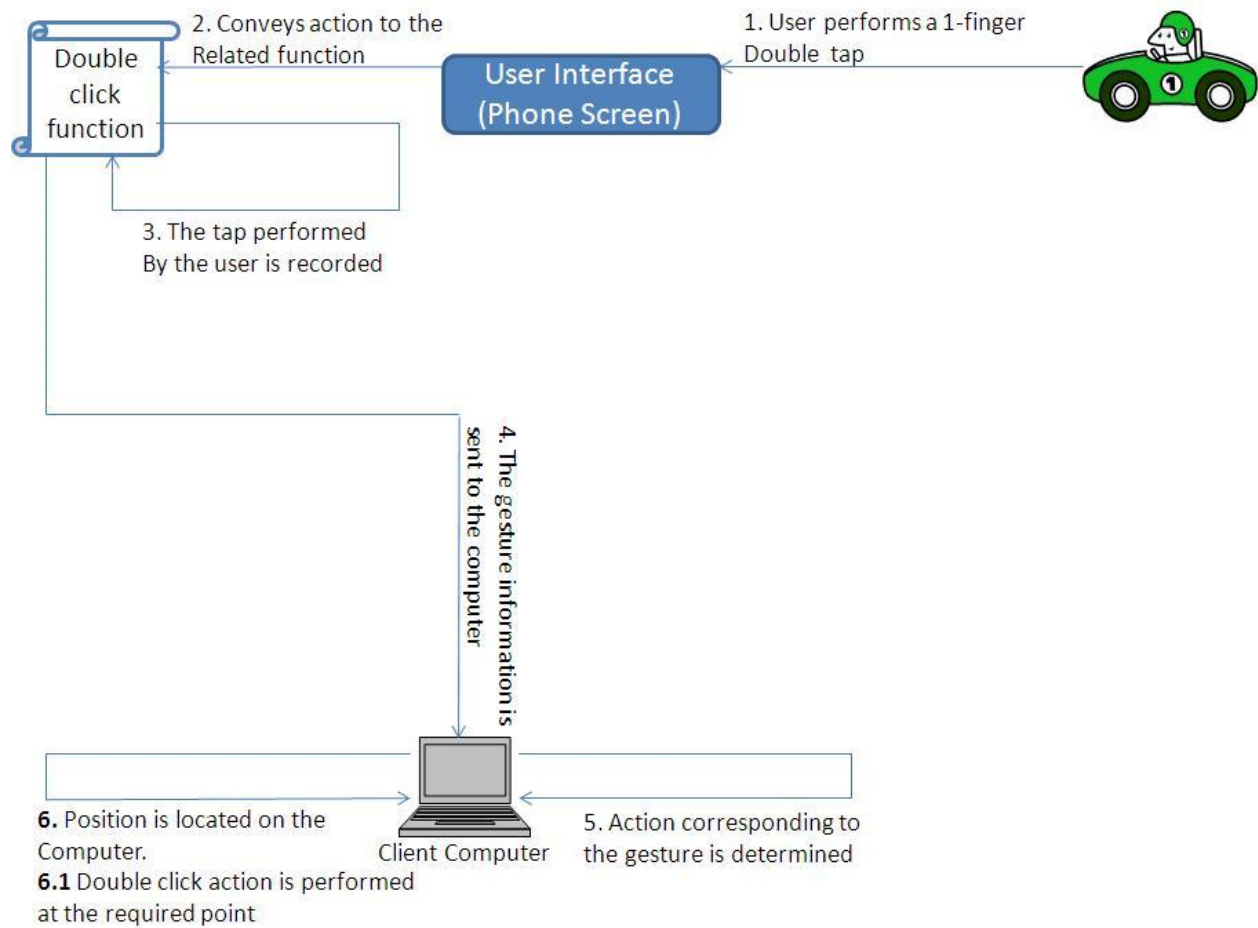 2. Conveys action to the
Related function
1. User performs a 1-finger
Double tap
Double
click
function
User Interface
(Phone Screen)
1
1
3. The tap performed
By the user is recorded
4. The gesture information is
sent to the computer
6. Position is located on the
Computer.
6.1 Double click action is performed
at the required point
Client Computer
5. Action corresponding to
the gesture is determined